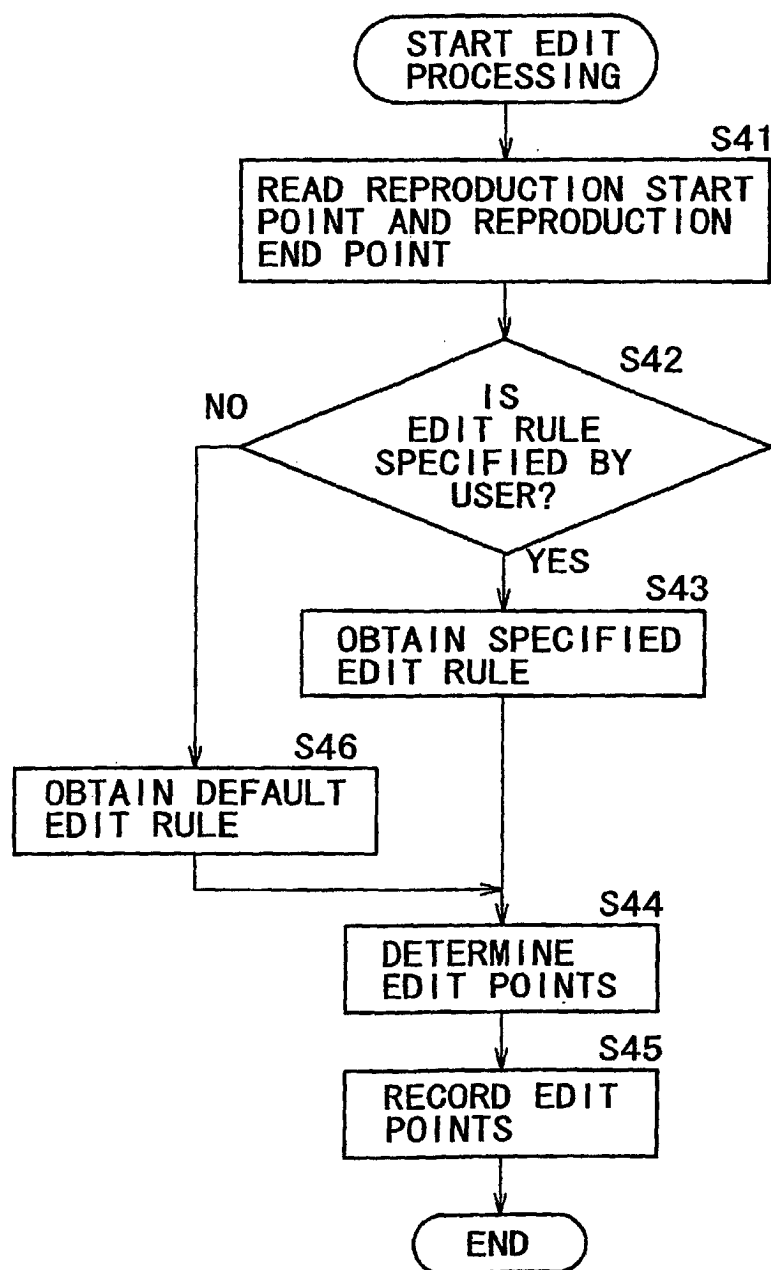 START EDIT
PROCESSING
S41
READ REPRODUCTION START
POINT AND REPRODUCTION
END POINT
S42
NO
IS
EDIT RULE
SPECIFIED BY
USER?
YES
S43
OBTAIN SPECIFIED
EDIT RULE
S46
OBTAIN DEFAULT
EDIT RULE
S44
DETERMINE
EDIT POINTS
S45
RECORD EDIT
POINTS
END